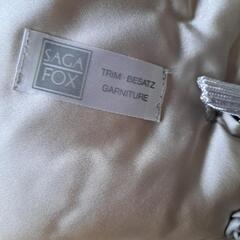 SAGA
FOX
TRIM · BESATZ
GARNITURE